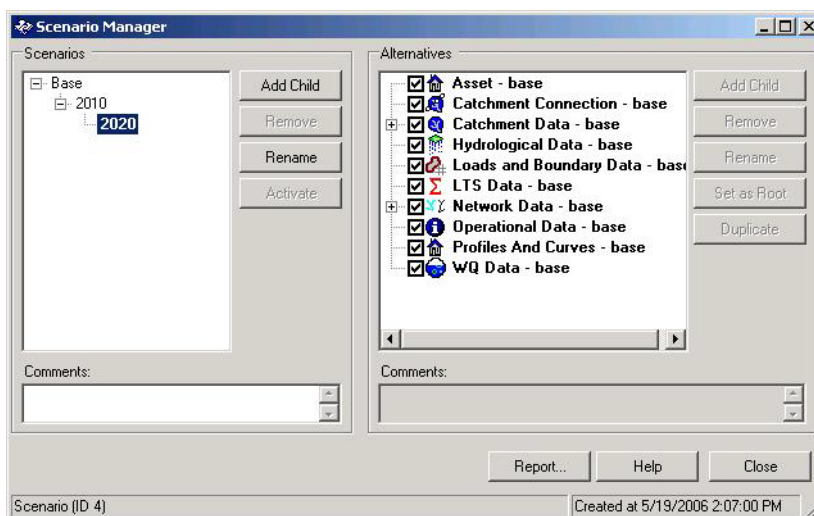 Scenario Manager
Scenarios
Base
2010
2020
Add Child
Remove
Rename
Activate
Comments:
Alternatives
Asset - base
Catchment Connection - base
Catchment Data - base
Hydrological Data - base
Loads and Boundary Data - base
LTS Data - base
Network Data - base
Operational Data - base
Profiles And Curves - base
WQ Data - base
Add Child
Remove
Rename
Set as Root
Duplicate
Comments:
Report...
Help
Close
Scenario (ID 4)
Created at 5/19/2006 2:07:00 PM